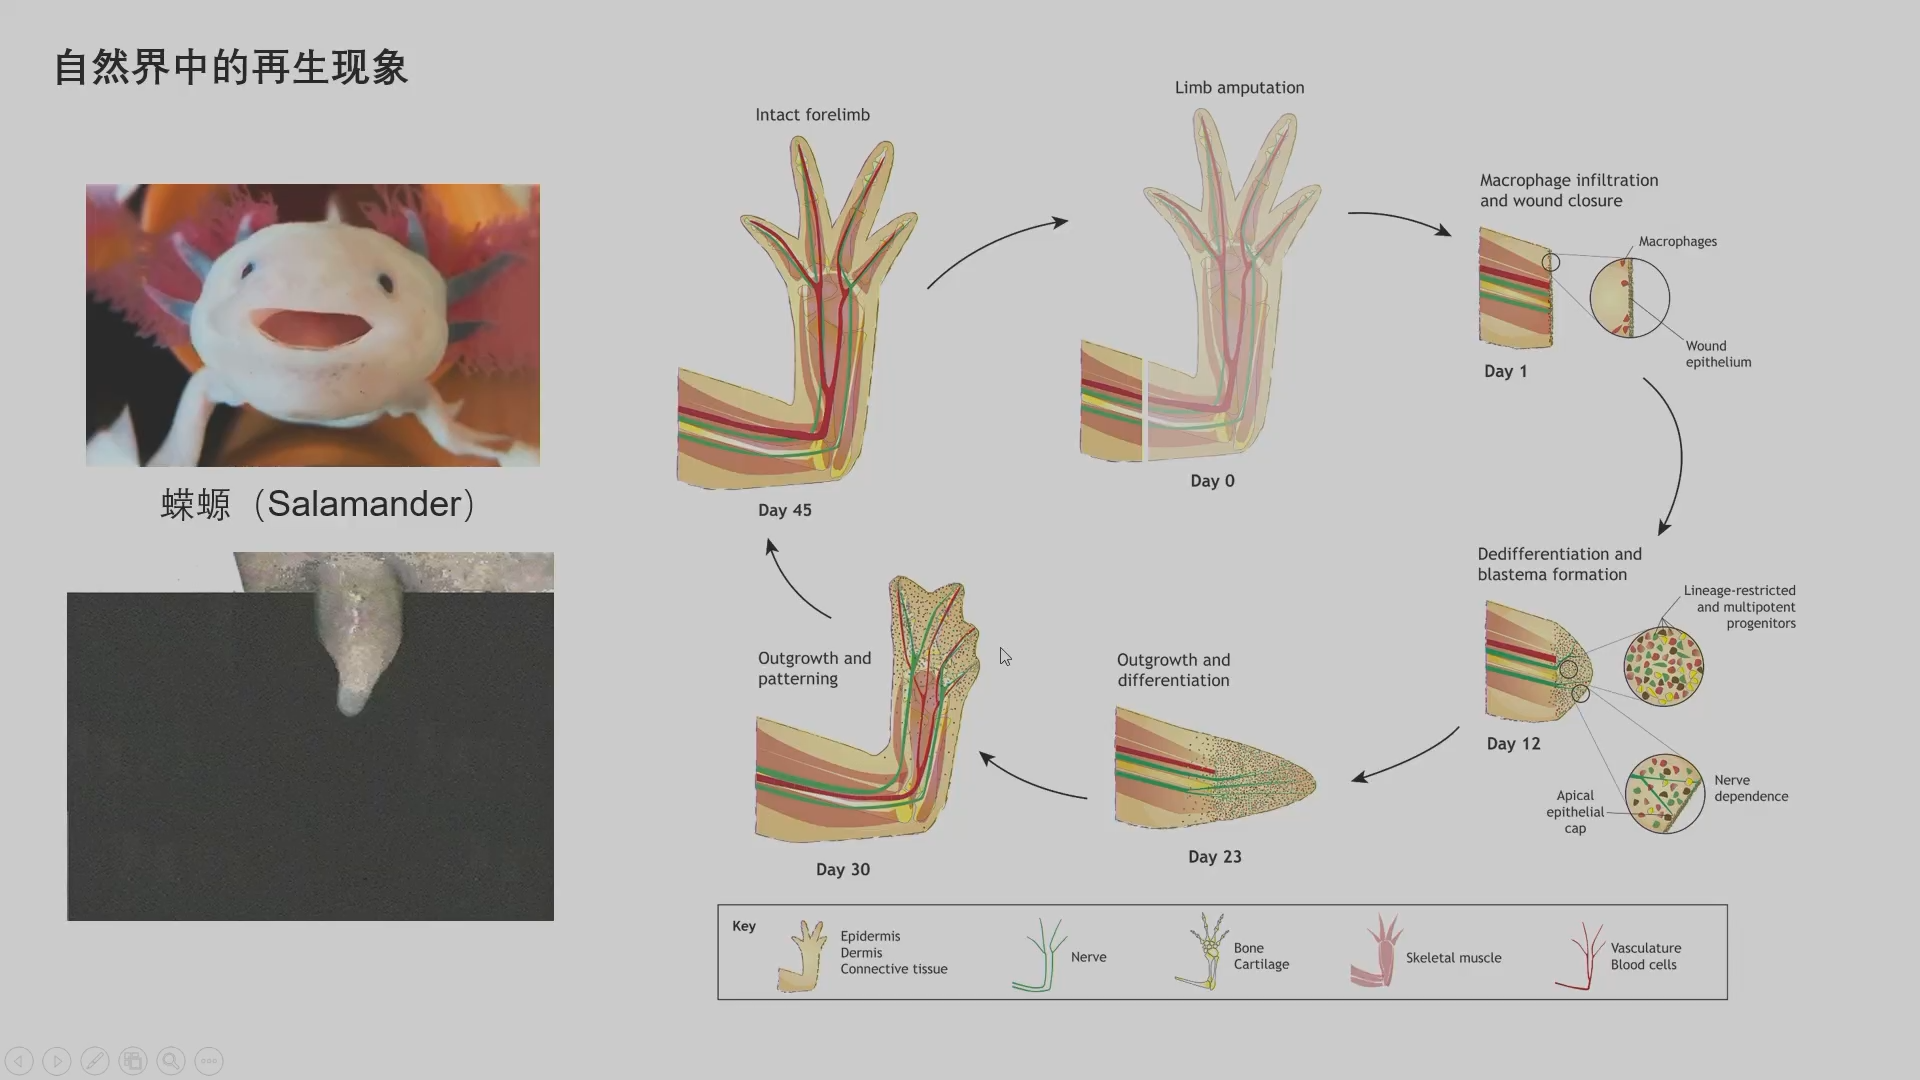 自然界中的再生现象
蝾螈（Salamander）
Intact forelimb
Day 45
Limb amputation
Day 0
Macrophage infiltration
and wound closure
Macrophages
Wound
epithelium
Day 1
Dedifferentiation and
blastema formation
Lineage-restricted
and multipotent
progenitors
Day 12
Nerve
dependence
Apical
epithelial
cap
Outgrowth and
differentiation
Day 23
Outgrowth and
patterning
Day 30
Key
Epidermis
Dermis
Connective tissue
Nerve
Bone
Cartilage
Skeletal muscle
Vasculature
Blood cells